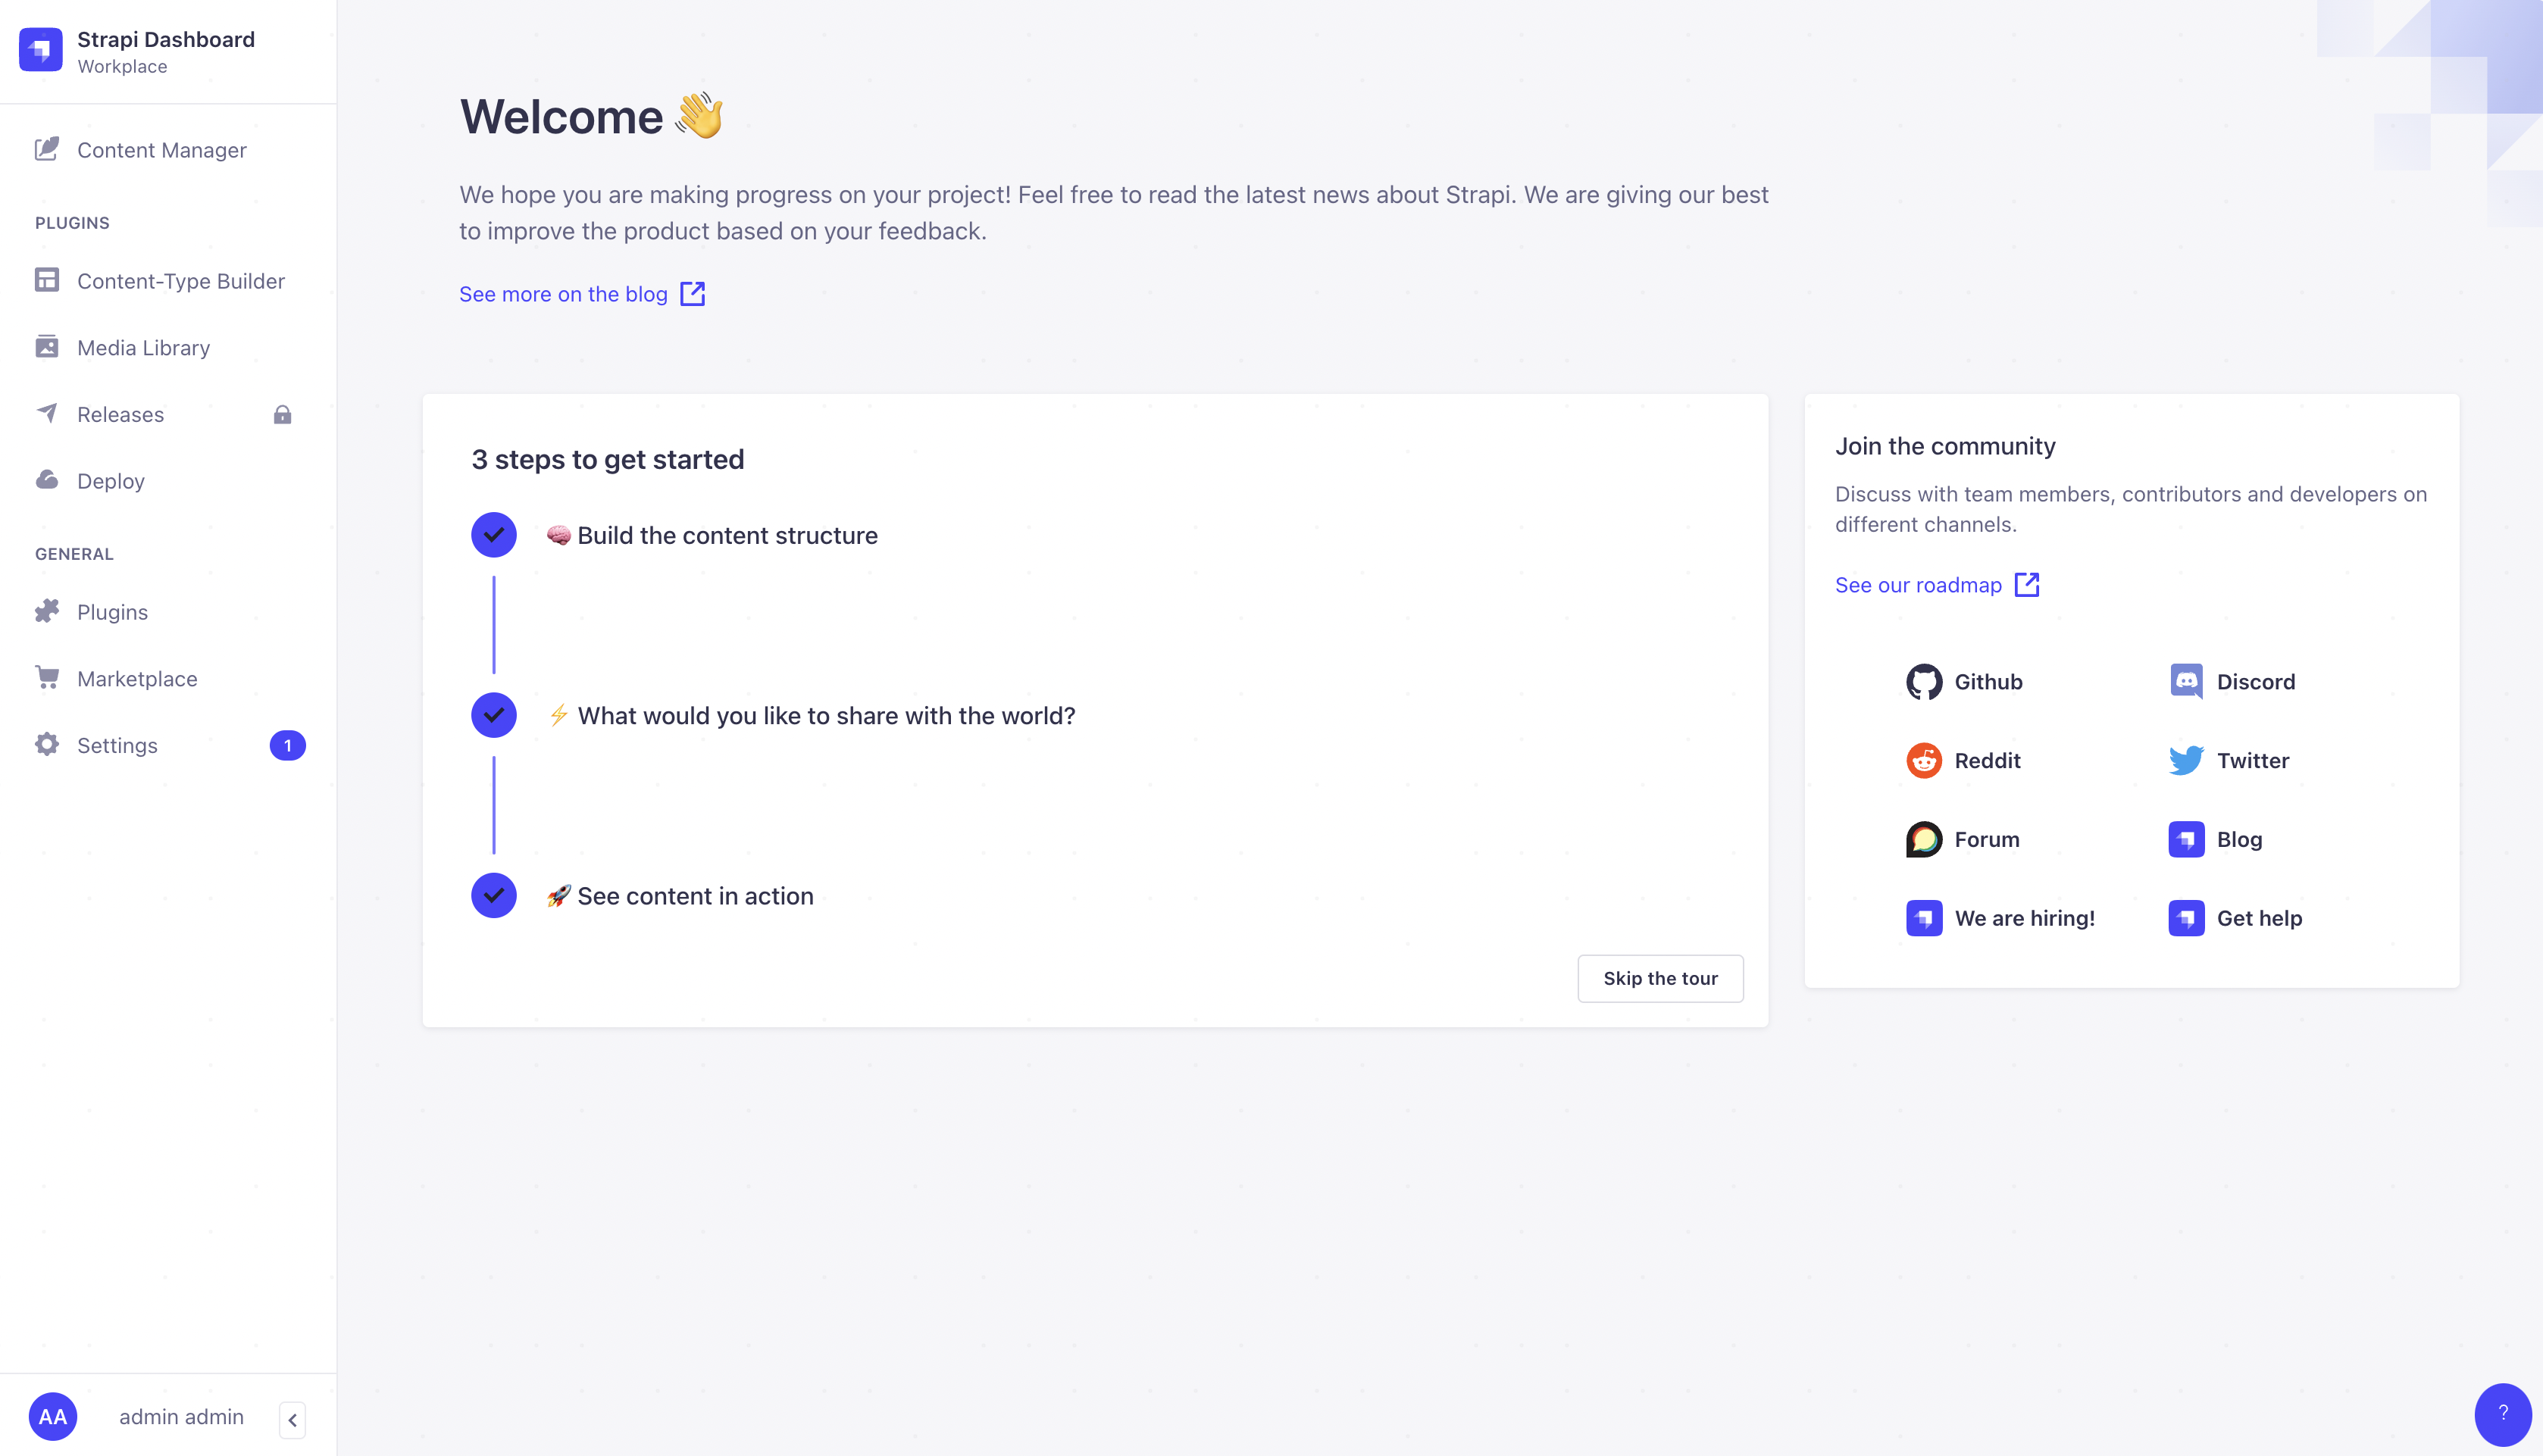 Strapi Dashboard
Workplace
Content Manager
PLUGINS
Content-Type Builder
Media Library
Releases
Deploy
GENERAL
Plugins
Marketplace
Settings
1
AA
admin admin
Welcome 👋
We hope you are making progress on your project! Feel free to read the latest news about Strapi. We are giving our best
to improve the product based on your feedback.
See more on the blog
3 steps to get started
🧠 Build the content structure
⚡️ What would you like to share with the world?
🚀 See content in action
Skip the tour
Join the community
Discuss with team members, contributors and developers on
different channels.
See our roadmap
Github
Discord
Reddit
Twitter
Forum
Blog
We are hiring!
Get help
?